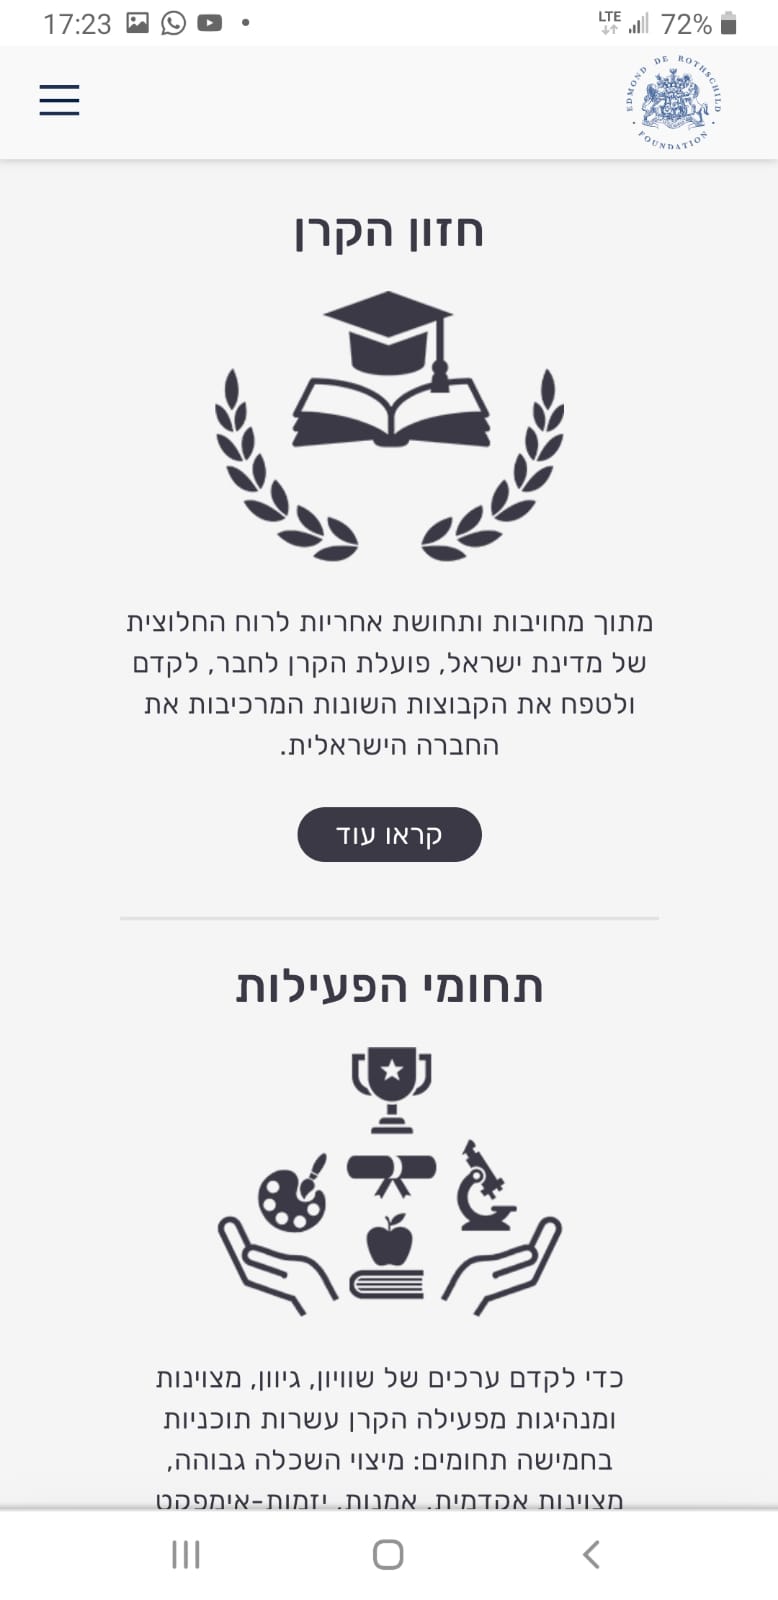 17:23
LTE
72%
EDMOND DE ROTHSCHILD
FOUNDATION
חזון הקרן
מתוך מחויבות ותחושת אחריות לרוח החלוצית
של מדינת ישראל, פועלת הקרן לחבר, לקדם
ולטפח את הקבוצות השונות המרכיבות את
החברה הישראלית.
קראו עוד
תחומי הפעילות
כדי לקדם ערכים של שוויון, גיוון, מצוינות
ומנהיגות מפעילה הקרן עשרות תוכניות
בחמישה תחומים: מיצוי השכלה גבוהה,
מצוינות אקדמית, אמנות, יזמות-אימפקט